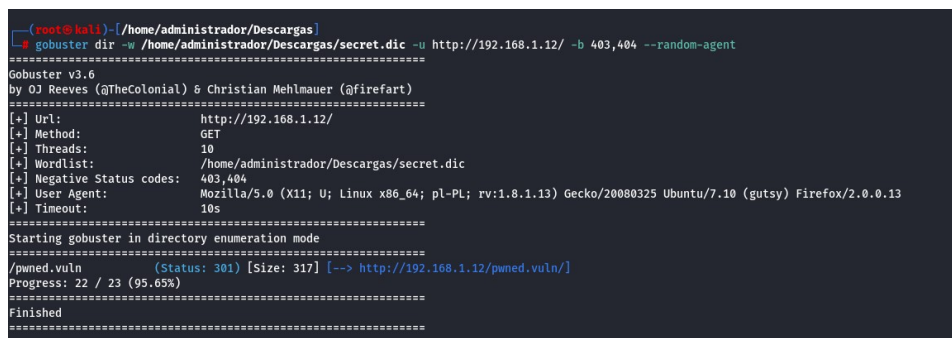 (root㉿kali)-[/home/administrador/Descargas]
# gobuster dir -w /home/administrador/Descargas/secret.dic -u http://192.168.1.12/ -b 403,404 --random-agent
===============================================================
Gobuster v3.6
by OJ Reeves (@TheColonial) & Christian Mehlmauer (@firefart)
===============================================================
[+] Url: http://192.168.1.12/
[+] Method: GET
[+] Threads: 10
[+] Wordlist: /home/administrador/Descargas/secret.dic
[+] Negative Status codes: 403,404
[+] User Agent: Mozilla/5.0 (X11; U; Linux x86_64; pl-PL; rv:1.8.1.13) Gecko/20080325 Ubuntu/7.10 (gutsy) Firefox/2.0.0.13
[+] Timeout: 10s
===============================================================
Starting gobuster in directory enumeration mode
===============================================================
/pwned.vuln (Status: 301) [Size: 317] [--> http://192.168.1.12/pwned.vuln/]
Progress: 22 / 23 (95.65%)
===============================================================
Finished
===============================================================